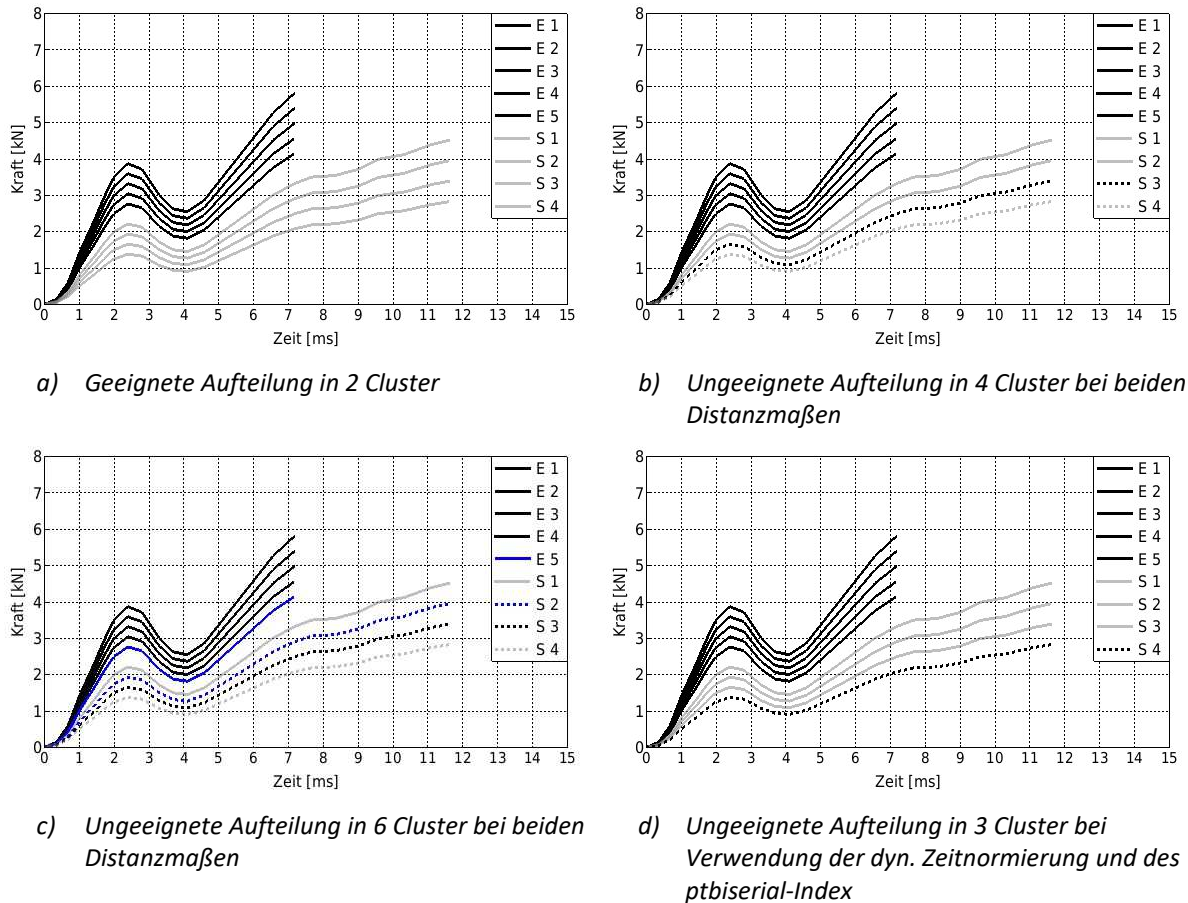 8
7
6
5
4
3
2
1
0
Kraft [kN]
0 1 2 3 4 5 6 7 8 9 10 11 12 13 14 15
Zeit [ms]
E 1
E 2
E 3
E 4
E 5
S 1
S 2
S 3
S 4
a) Geeignete Aufteilung in 2 Cluster
8
7
6
5
4
3
2
1
0
Kraft [kN]
0 1 2 3 4 5 6 7 8 9 10 11 12 13 14 15
Zeit [ms]
E 1
E 2
E 3
E 4
E 5
S 1
S 2
S 3
S 4
b) Ungeeignete Aufteilung in 4 Cluster bei beiden
Distanzmaßen
8
7
6
5
4
3
2
1
0
Kraft [kN]
0 1 2 3 4 5 6 7 8 9 10 11 12 13 14 15
Zeit [ms]
E 1
E 2
E 3
E 4
E 5
S 1
S 2
S 3
S 4
c) Ungeeignete Aufteilung in 6 Cluster bei beiden
Distanzmaßen
8
7
6
5
4
3
2
1
0
Kraft [kN]
0 1 2 3 4 5 6 7 8 9 10 11 12 13 14 15
Zeit [ms]
E 1
E 2
E 3
E 4
E 5
S 1
S 2
S 3
S 4
d) Ungeeignete Aufteilung in 3 Cluster bei
Verwendung der dyn. Zeitnormierung und des
ptbiserial-Index